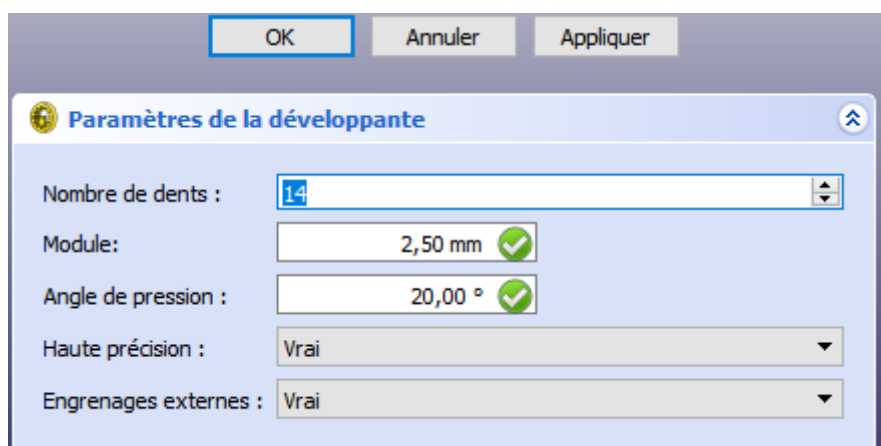 OK Annuler Appliquer
Paramètres de la développante
Nombre de dents : 14
Module: 2,50 mm
Angle de pression : 20,00 °
Haute précision : Vrai
Engrenages externes : Vrai